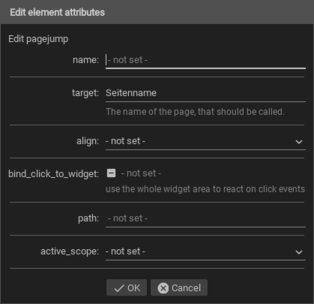 Edit element attributes
Edit pagejump
name: - not set -
target: Seitenname
The name of the page, that should be called.
align: - not set -
bind_click_to_widget: - not set -
use the whole widget area to react on click events
path: - not set -
active_scope: - not set -
OK Cancel